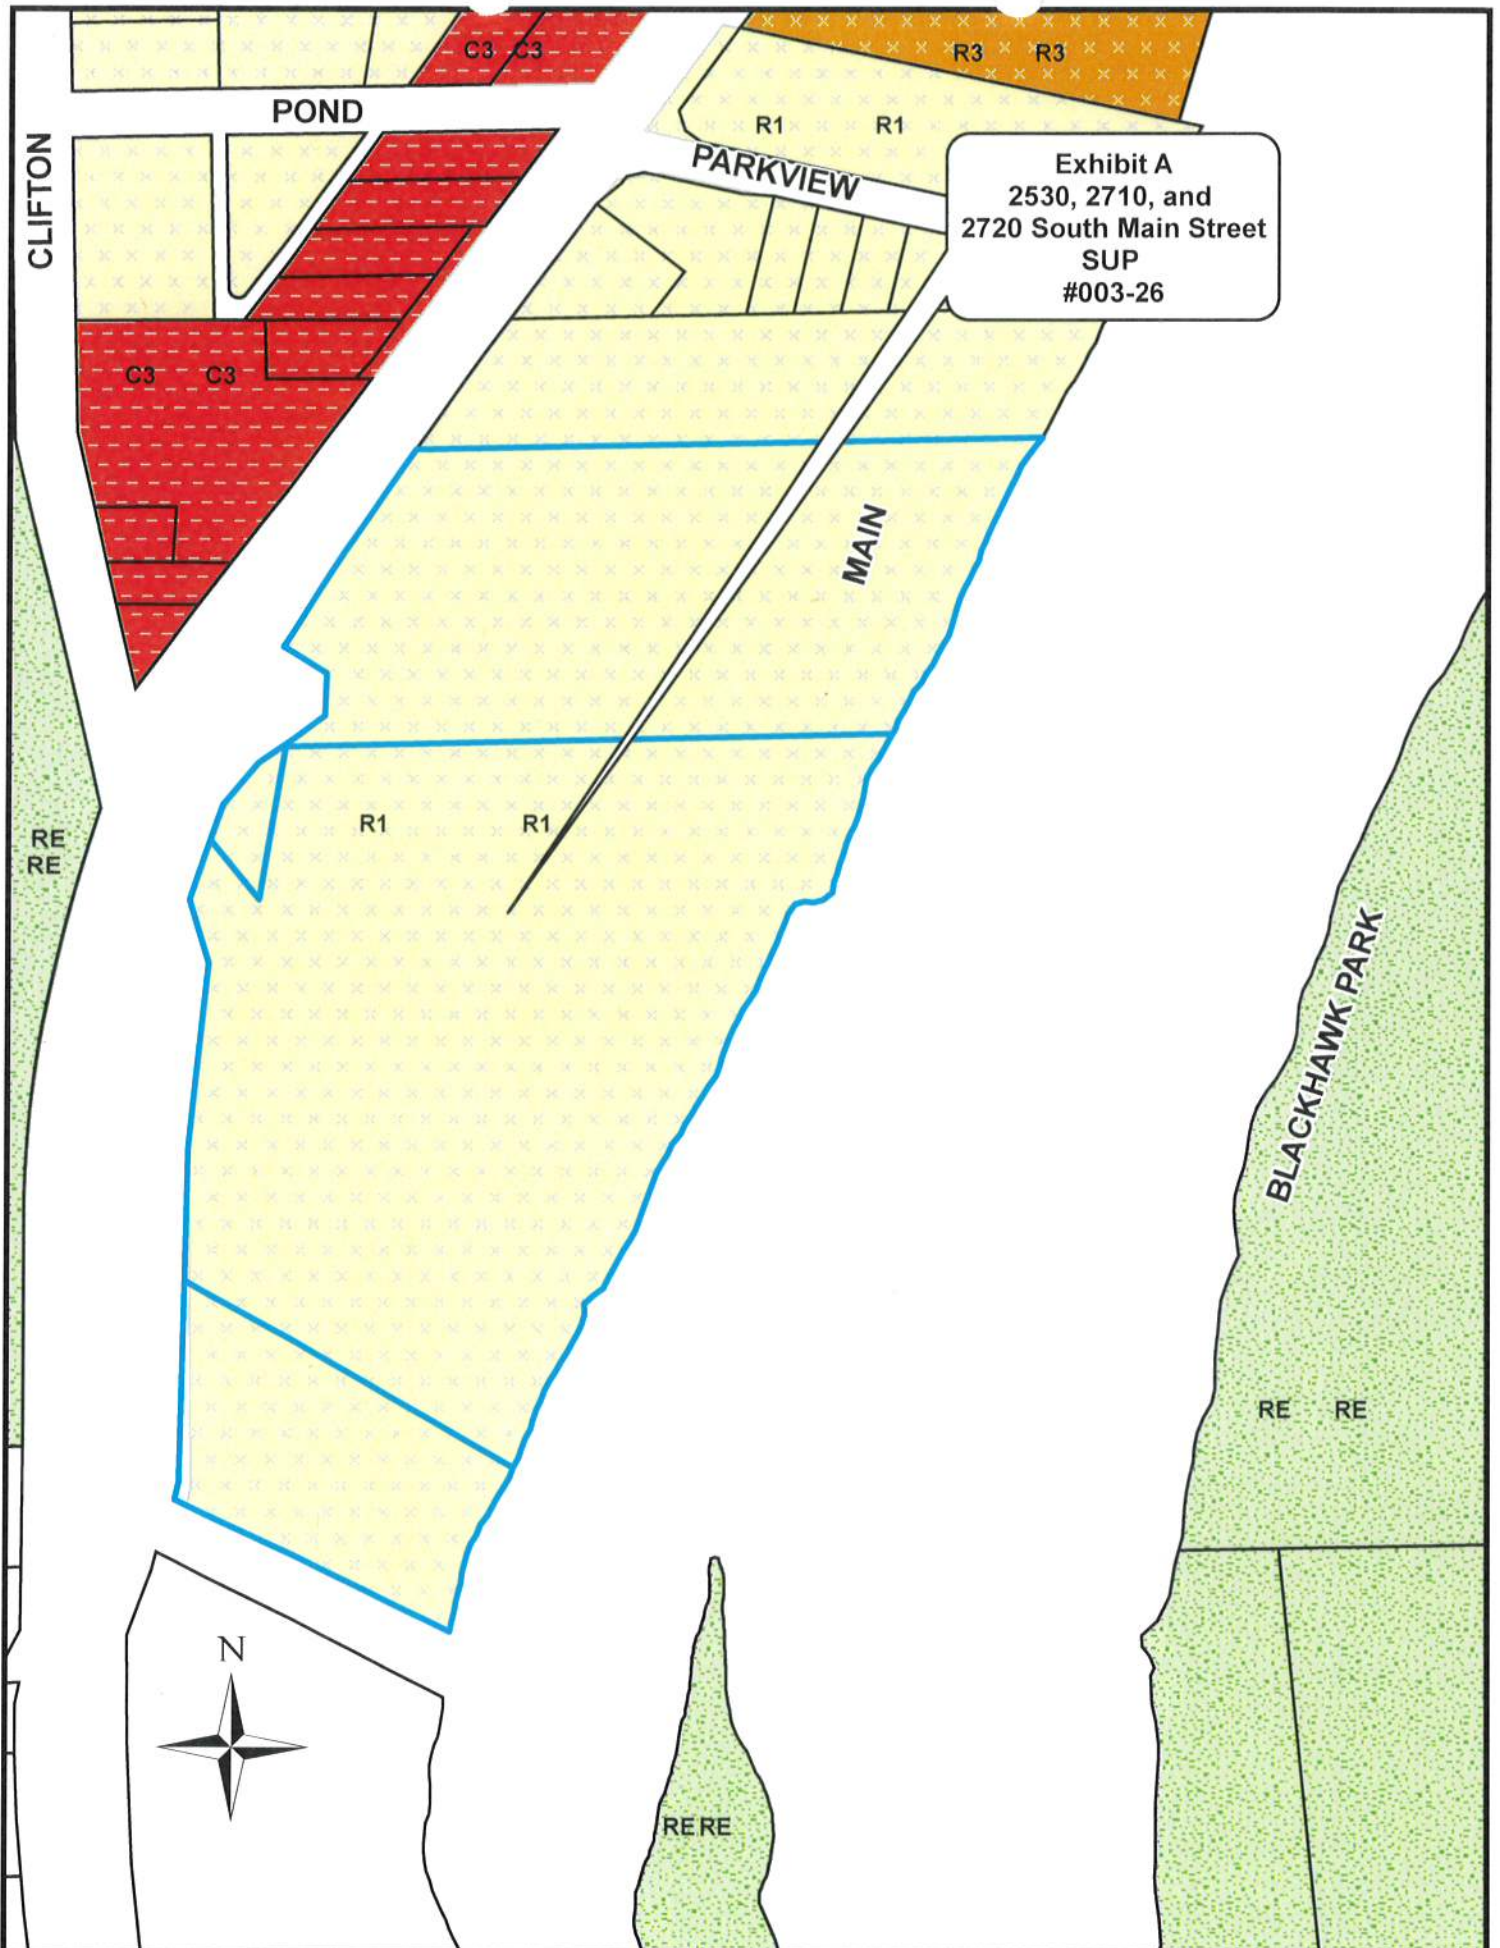 C3 C3
R3 R3
POND
R1 R1
CLIFTON
PARKVIEW
Exhibit A
2530, 2710, and
2720 South Main Street
SUP
#003-26
C3 C3
MAIN
R1 R1
RE
RE
BLACKHAWK PARK
RE RE
N
RE RE